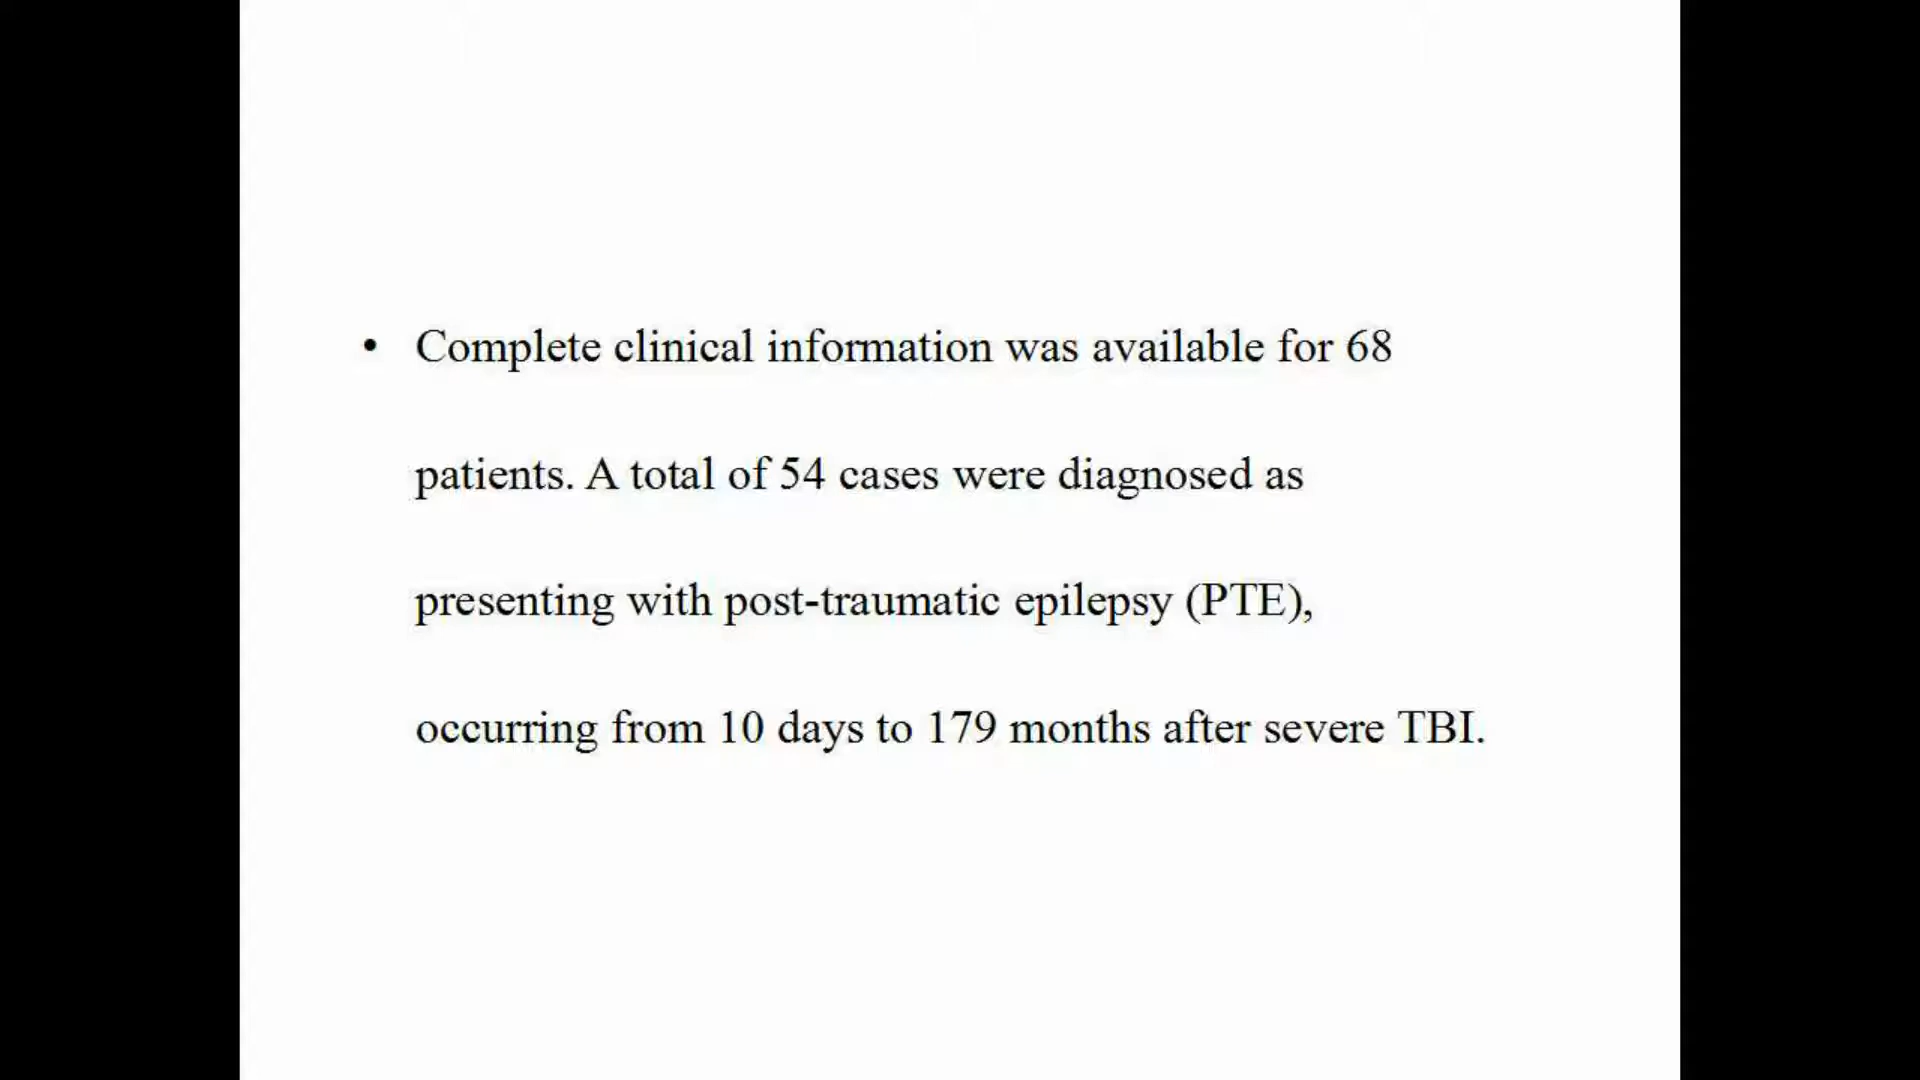 • Complete clinical information was available for 68
patients. A total of 54 cases were diagnosed as
presenting with post-traumatic epilepsy (PTE),
occurring from 10 days to 179 months after severe TBI.